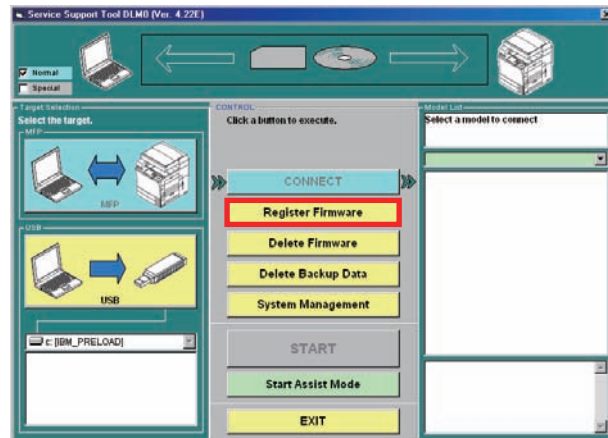 Service Support Tool DLM0 (Ver. 4.22E)
Normal
Special
Target Selection
Select the target.
MFP
MFP
USB
USB
c: [IBM_PRELOAD]
CONTROL
Click a button to execute.
CONNECT
Register Firmware
Delete Firmware
Delete Backup Data
System Management
START
Start Assist Mode
EXIT
Model List
Select a model to connect